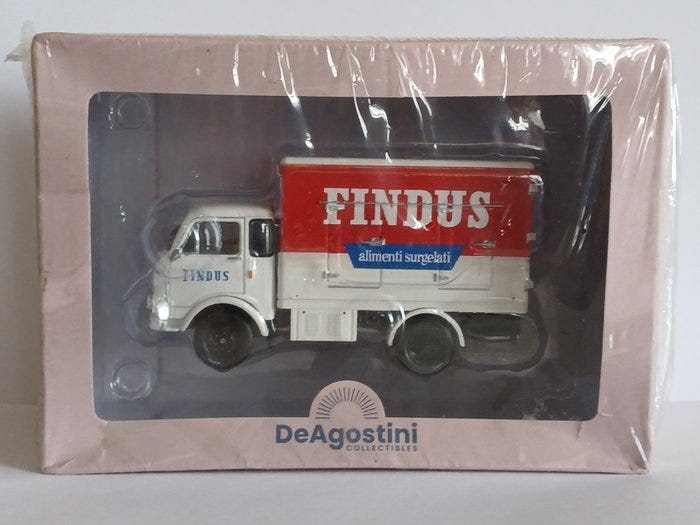 FINDUS
alimenti surgelati
FINDUS
DeAgostini
COLLECTIBLES